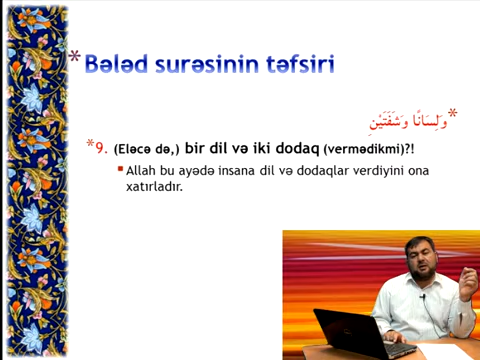 * Bələd surəsinin təfsiri
*وَلِسَانًا وَشَفَتَيْنِ
*9. (Eləcə də,) bir dil və iki dodaq (vermədikmi)?!
Allah bu ayədə insana dil və dodaqlar verdiyini ona
xatırladır.